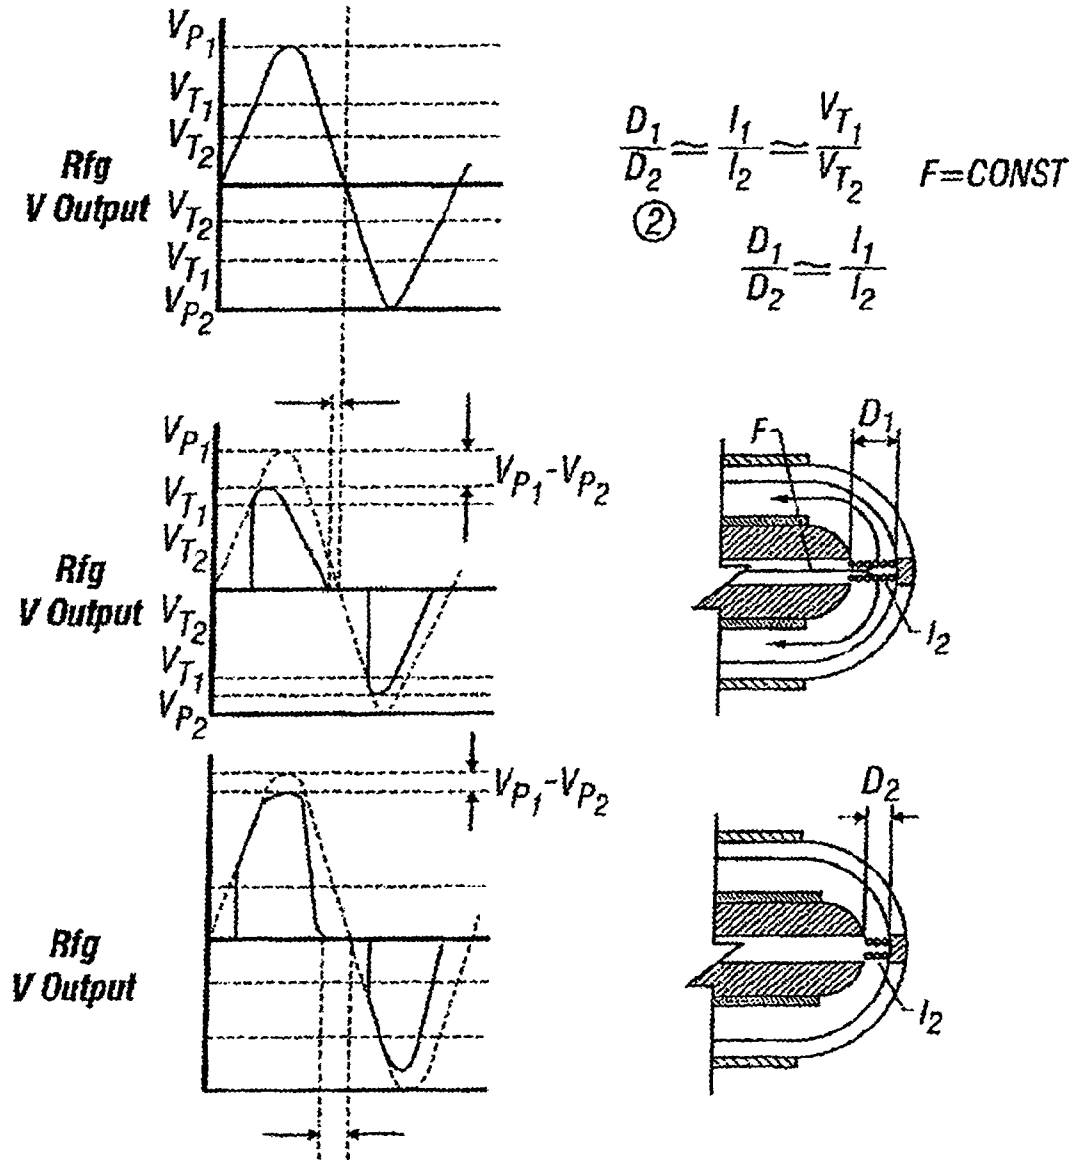 V_P1
V_T1
V_T2
Rfg
V Output
V_T2
V_T1
V_P2
D_1/D_2 ≃ I_1/I_2 ≃ V_T1/V_T2
F=CONST
②
D_1/D_2 ≃ I_1/I_2
V_P1
V_T1
V_T2
Rfg
V Output
V_T2
V_T1
V_P2
V_P1-V_P2
F
D_1
I_2
V_P1-V_P2
Rfg
V Output
D_2
I_2